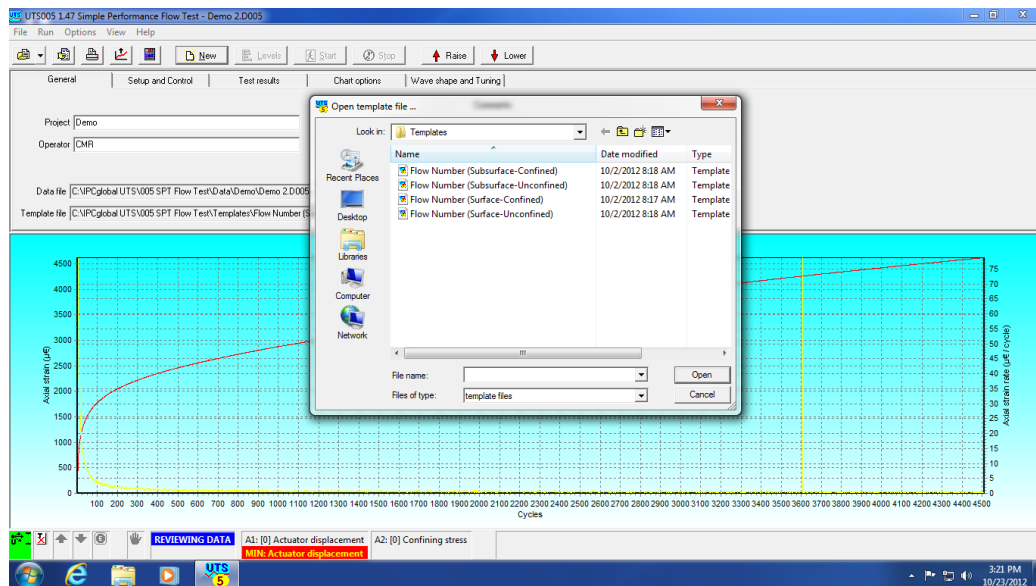 UTS005 1.47 Simple Performance Flow Test - Demo 2.D005
File Run Options View Help
New Levels Start Stop Raise Lower
General Setup and Control Test results Chart options Wave shape and Tuning
Project Demo
Operator CMR
Data file C:\IPCglobal UTS\005 SPT Flow Test\Data\Demo\Demo 2.D005
Template file C:\IPCglobal UTS\005 SPT Flow Test\Templates\Flow Number (S
Open template file ...
Comments
Look in: Templates
Name Date modified Type
Flow Number (Subsurface-Confined) 10/2/2012 8:18 AM Template
Flow Number (Subsurface-Unconfined) 10/2/2012 8:18 AM Template
Flow Number (Surface-Confined) 10/2/2012 8:17 AM Template
Flow Number (Surface-Unconfined) 10/2/2012 8:18 AM Template
Recent Places
Desktop
Libraries
Computer
Network
File name:
Open
Files of type: template files
Cancel
Axial strain (µε)
4500
4000
3500
3000
2500
2000
1500
1000
500
0
75
70
65
60
55
50
45
40
35
30
25
20
15
10
5
0
Axial strain rate (µε / cycle)
100 200 300 400 500 600 700 800 900 1000 1100 1200 1300 1400 1500 1600 1700 1800 1900 2000 2100 2200 2300 2400 2500 2600 2700 2800 2900 3000 3100 3200 3300 3400 3500 3600 3700 3800 3900 4000 4100 4200 4300 4400 4500
Cycles
REVIEWING DATA A1: [0] Actuator displacement A2: [0] Confining stress
MIN: Actuator displacement
UTS
5
3:21 PM
10/23/2012